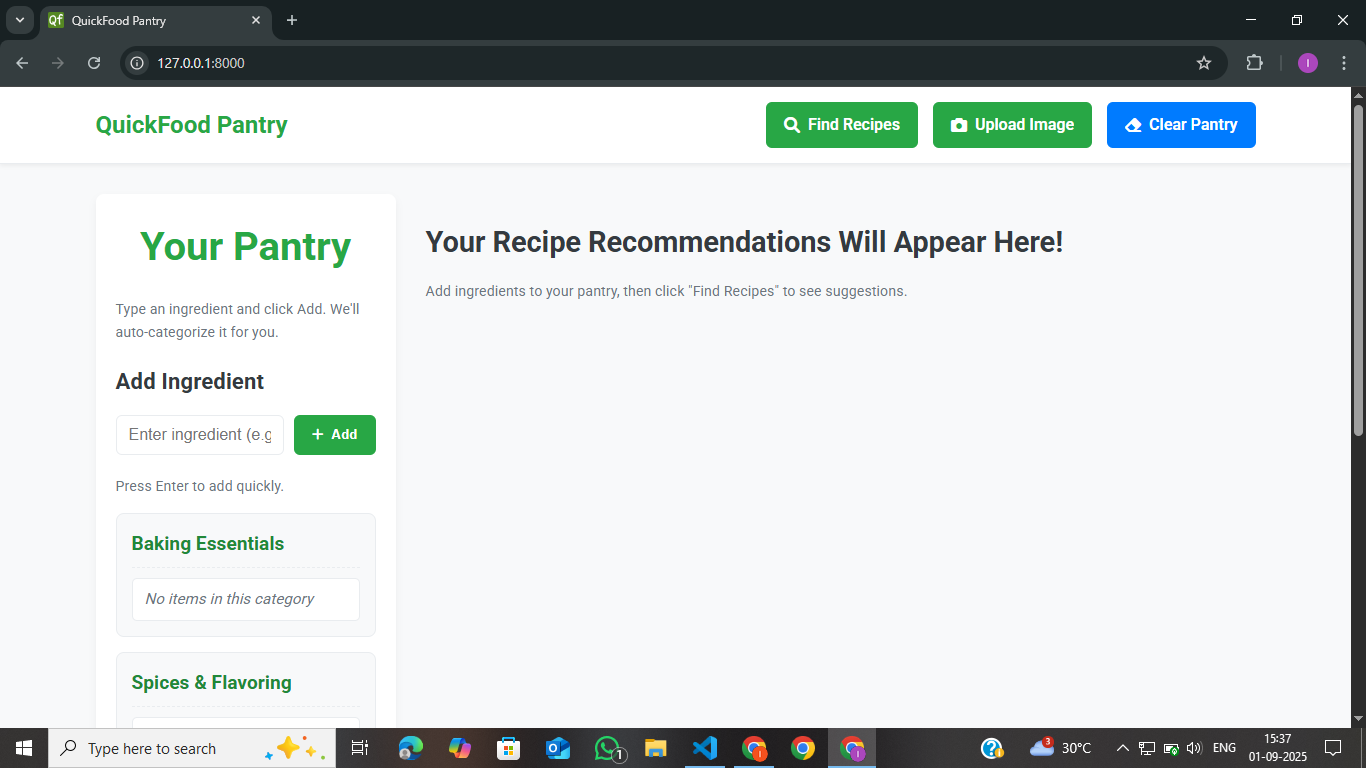 Qf QuickFood Pantry
127.0.0.1:8000
I
QuickFood Pantry
Find Recipes
Upload Image
Clear Pantry
Your Pantry
Type an ingredient and click Add. We'll
auto-categorize it for you.
Add Ingredient
Enter ingredient (e.g
+ Add
Press Enter to add quickly.
Baking Essentials
No items in this category
Spices & Flavoring
Your Recipe Recommendations Will Appear Here!
Add ingredients to your pantry, then click "Find Recipes" to see suggestions.
Type here to search
1
3
30°C
ENG
15:37
01-09-2025